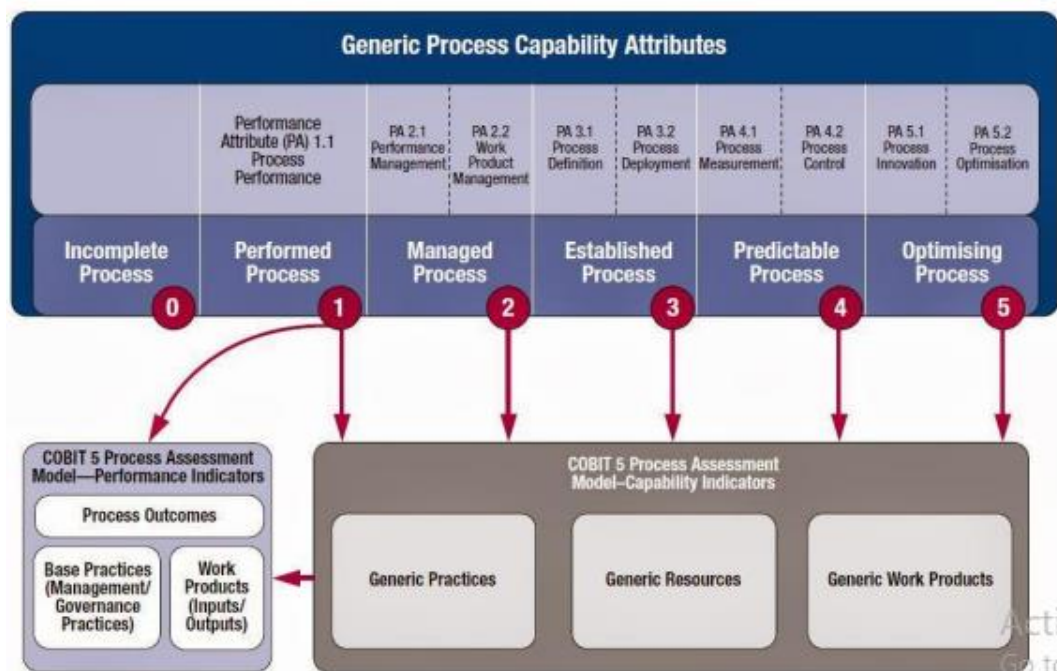 Generic Process Capability Attributes
Performance
Attribute (PA) 1.1
Process
Performance
PA 2.1
Performance
Management
PA 2.2
Work
Product
Management
PA 3.1
Process
Definition
PA 3.2
Process
Deployment
PA 4.1
Process
Measurement
PA 4.2
Process
Control
PA 5.1
Process
Innovation
PA 5.2
Process
Optimisation
Incomplete
Process
0
Performed
Process
1
Managed
Process
2
Established
Process
3
Predictable
Process
4
Optimising
Process
5
COBIT 5 Process Assessment
Model—Performance Indicators
Process Outcomes
Base Practices
(Management/
Governance
Practices)
Work
Products
(Inputs/
Outputs)
COBIT 5 Process Assessment
Model–Capability Indicators
Generic Practices
Generic Resources
Generic Work Products
Acti
Go to